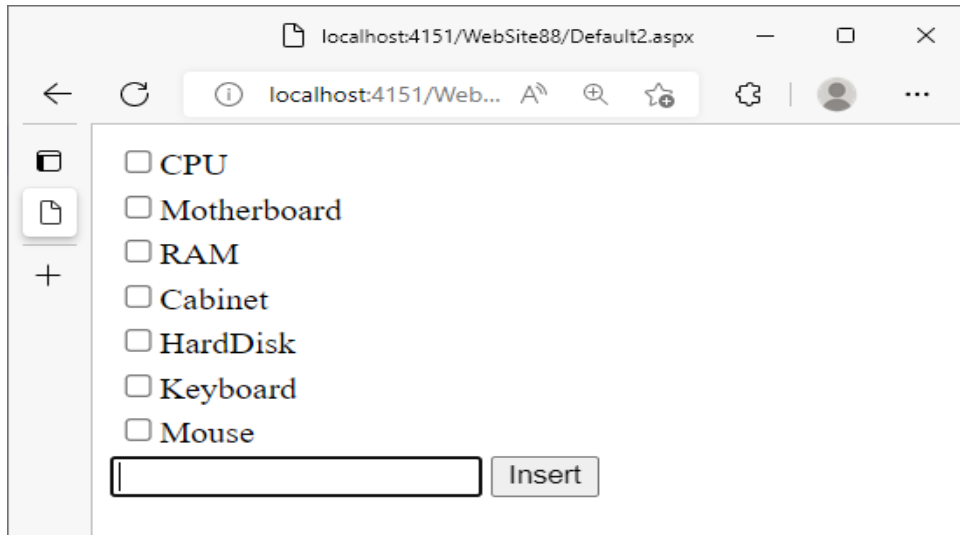 localhost:4151/WebSite88/Default2.aspx
localhost:4151/Web...
CPU
Motherboard
RAM
Cabinet
HardDisk
Keyboard
Mouse
Insert